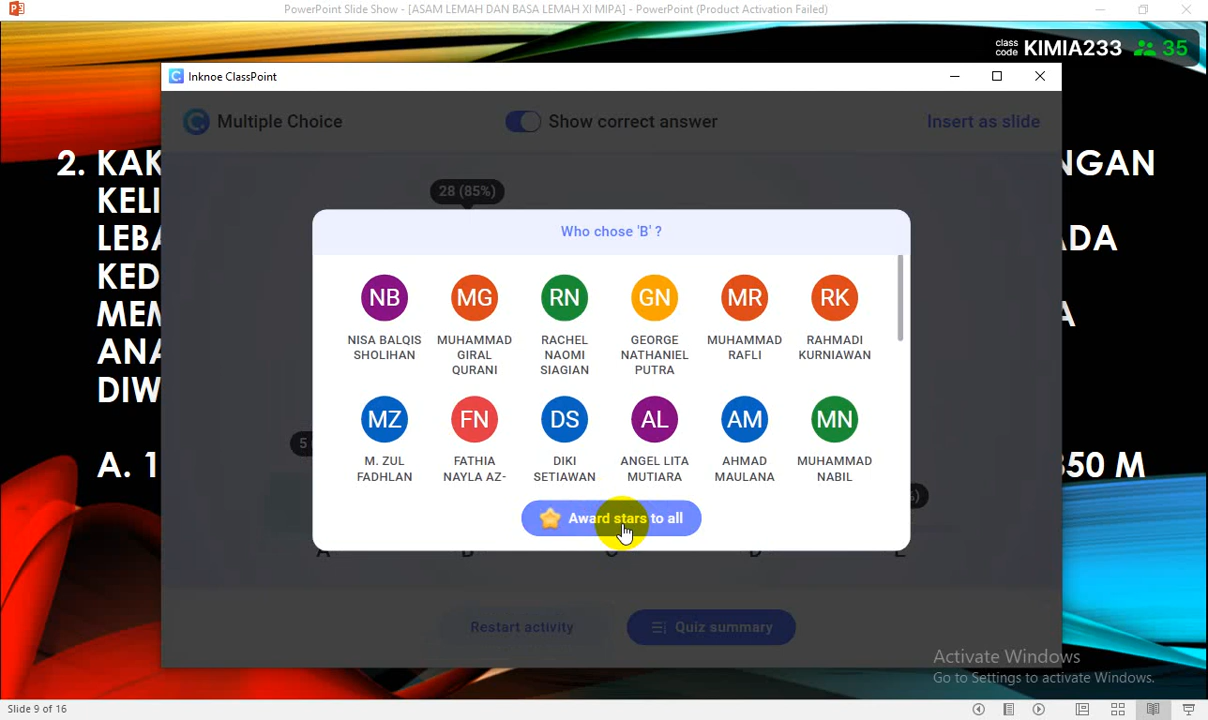 PowerPoint Slide Show - [ASAM LEMAH DAN BASA LEMAH XI MIPA] - PowerPoint (Product Activation Failed)
class code KIMIA233 35
Inknoe ClassPoint
Multiple Choice Show correct answer Insert as slide
28 (85%)
Who chose 'B' ?
NB MG RN GN MR RK
NISA BALQIS SHOLIHAN
MUHAMMAD GIRAL QURANI
RACHEL NAOMI SIAGIAN
GEORGE NATHANIEL PUTRA
MUHAMMAD RAFLI
RAHMADI KURNIAWAN
MZ FN DS AL AM MN
M. ZUL FADHLAN
FATHIA NAYLA AZ-
DIKI SETIAWAN
ANGEL LITA MUTIARA
AHMAD MAULANA
MUHAMMAD NABIL
Award stars to all
2. KAK NGAN
KELI
LEBA ADA
KED
MEM A
ANA
DIW
A. 1 350 M
5
A B C D E
Restart activity Quiz summary
Activate Windows
Go to Settings to activate Windows.
Slide 9 of 16